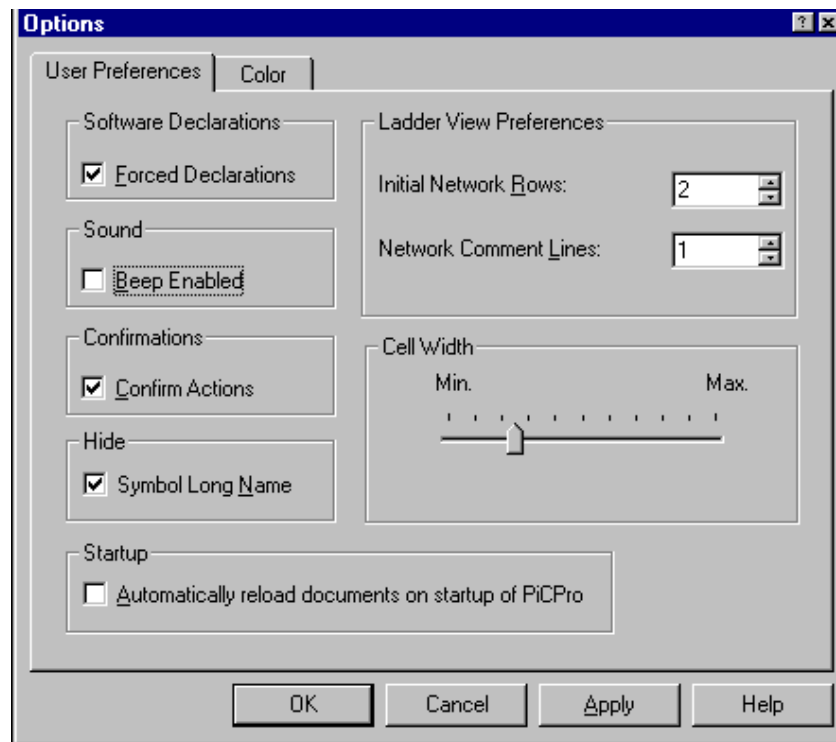 Options
User Preferences
Color
Software Declarations
Forced Declarations
Sound
Beep Enabled
Confirmations
Confirm Actions
Hide
Symbol Long Name
Ladder View Preferences
Initial Network Rows: 2
Network Comment Lines: 1
Cell Width
Min. Max.
Startup
Automatically reload documents on startup of PiCPro
OK Cancel Apply Help